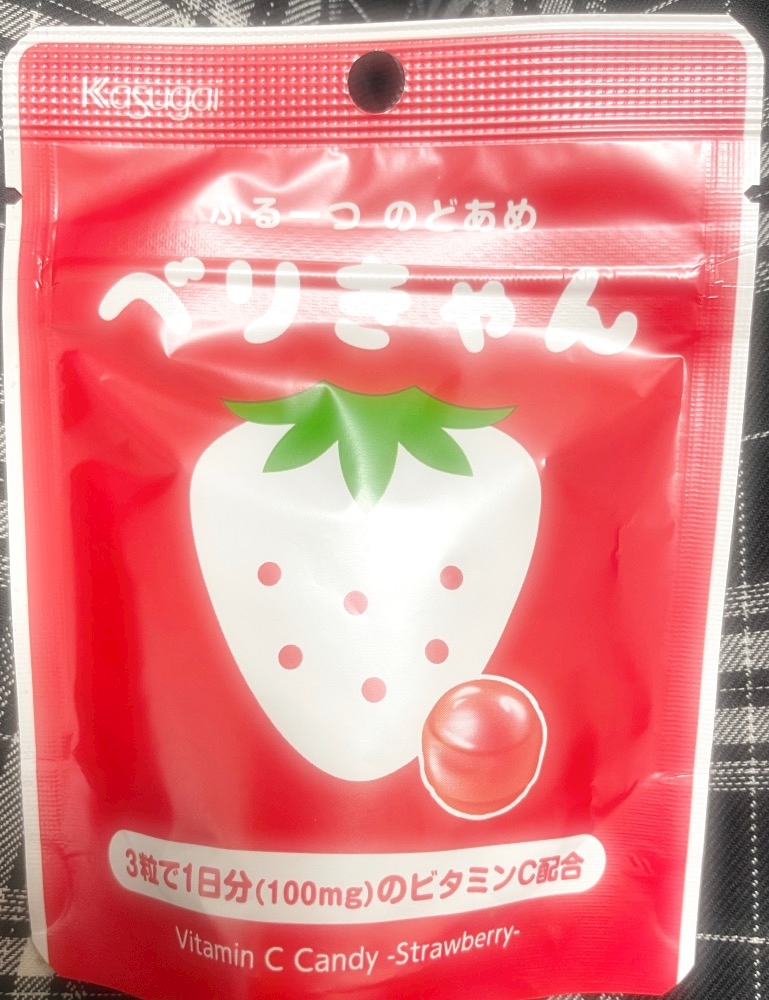 Kasugai
ふるーつ のどあめ
べりきゃん
3粒で1日分(100mg)のビタミンC配合
Vitamin C Candy -Strawberry-